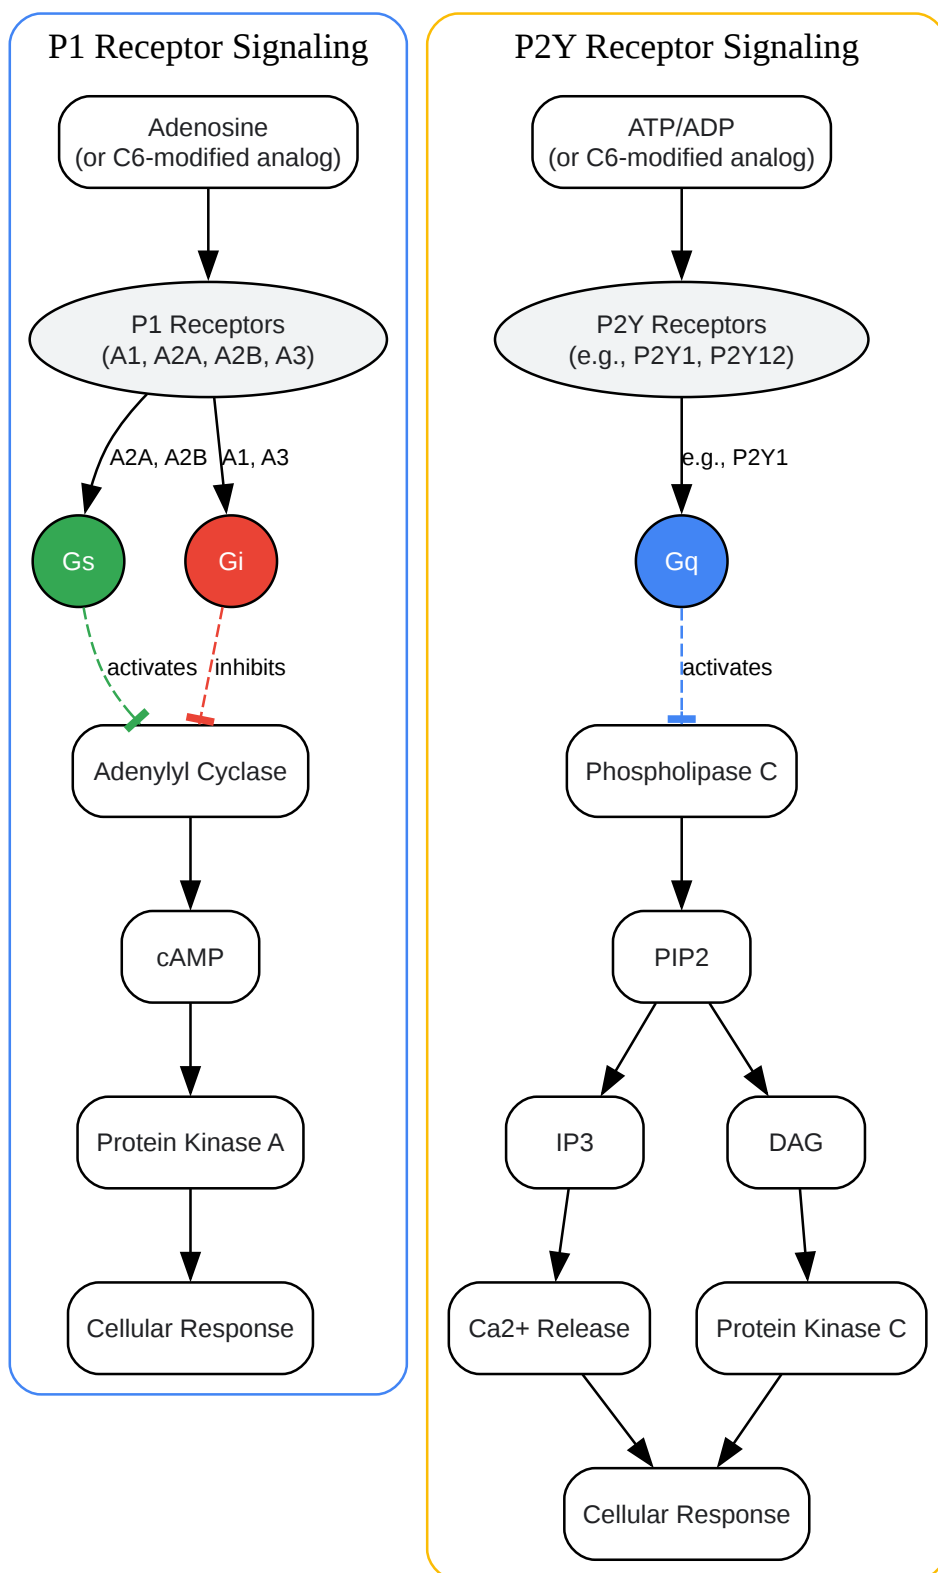 P1 Receptor Signaling
Adenosine
(or C6-modified analog)
P1 Receptors
(A1, A2A, A2B, A3)
A2A, A2B
A1, A3
Gs
Gi
activates
inhibits
Adenylyl Cyclase
cAMP
Protein Kinase A
Cellular Response
P2Y Receptor Signaling
ATP/ADP
(or C6-modified analog)
P2Y Receptors
(e.g., P2Y1, P2Y12)
e.g., P2Y1
Gq
activates
Phospholipase C
PIP2
IP3
DAG
Ca2+ Release
Protein Kinase C
Cellular Response